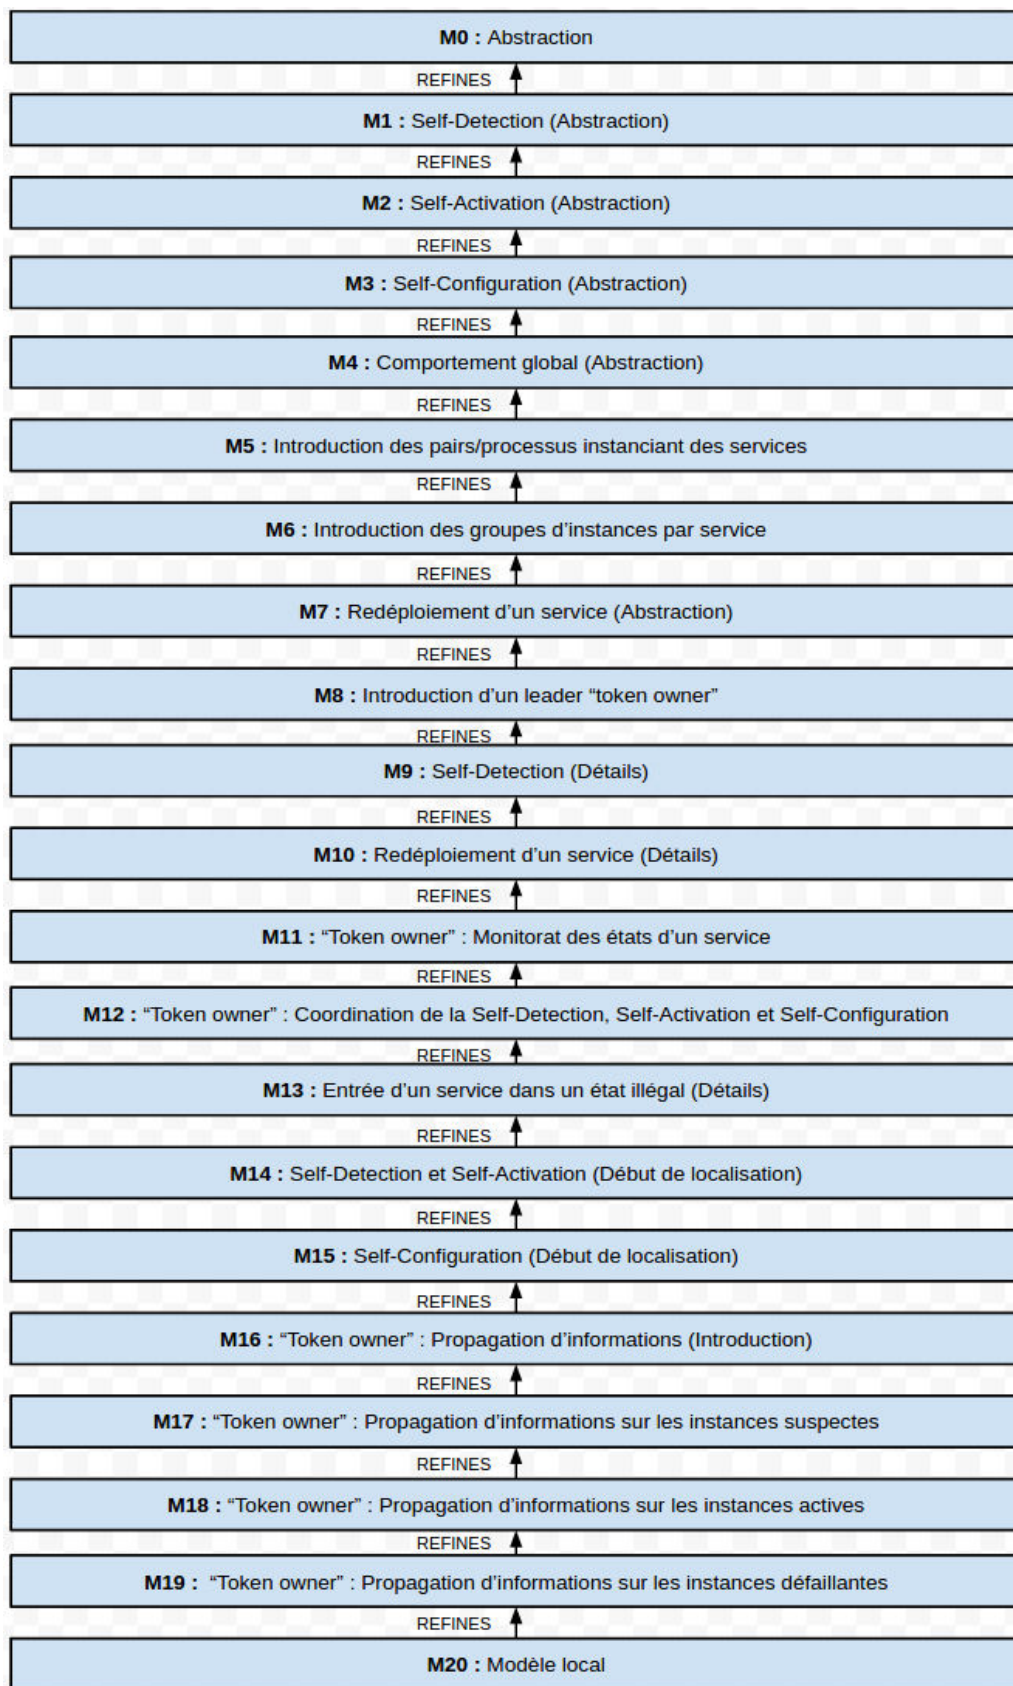 M0 : Abstraction
REFINES
M1 : Self-Detection (Abstraction)
REFINES
M2 : Self-Activation (Abstraction)
REFINES
M3 : Self-Configuration (Abstraction)
REFINES
M4 : Comportement global (Abstraction)
REFINES
M5 : Introduction des pairs/processus instanciant des services
REFINES
M6 : Introduction des groupes d’instances par service
REFINES
M7 : Redéploiement d’un service (Abstraction)
REFINES
M8 : Introduction d’un leader “token owner”
REFINES
M9 : Self-Detection (Détails)
REFINES
M10 : Redéploiement d’un service (Détails)
REFINES
M11 : “Token owner” : Monitorat des états d’un service
REFINES
M12 : “Token owner” : Coordination de la Self-Detection, Self-Activation et Self-Configuration
REFINES
M13 : Entrée d’un service dans un état illégal (Détails)
REFINES
M14 : Self-Detection et Self-Activation (Début de localisation)
REFINES
M15 : Self-Configuration (Début de localisation)
REFINES
M16 : “Token owner” : Propagation d’informations (Introduction)
REFINES
M17 : “Token owner” : Propagation d’informations sur les instances suspectes
REFINES
M18 : “Token owner” : Propagation d’informations sur les instances actives
REFINES
M19 : “Token owner” : Propagation d’informations sur les instances défaillantes
REFINES
M20 : Modèle local